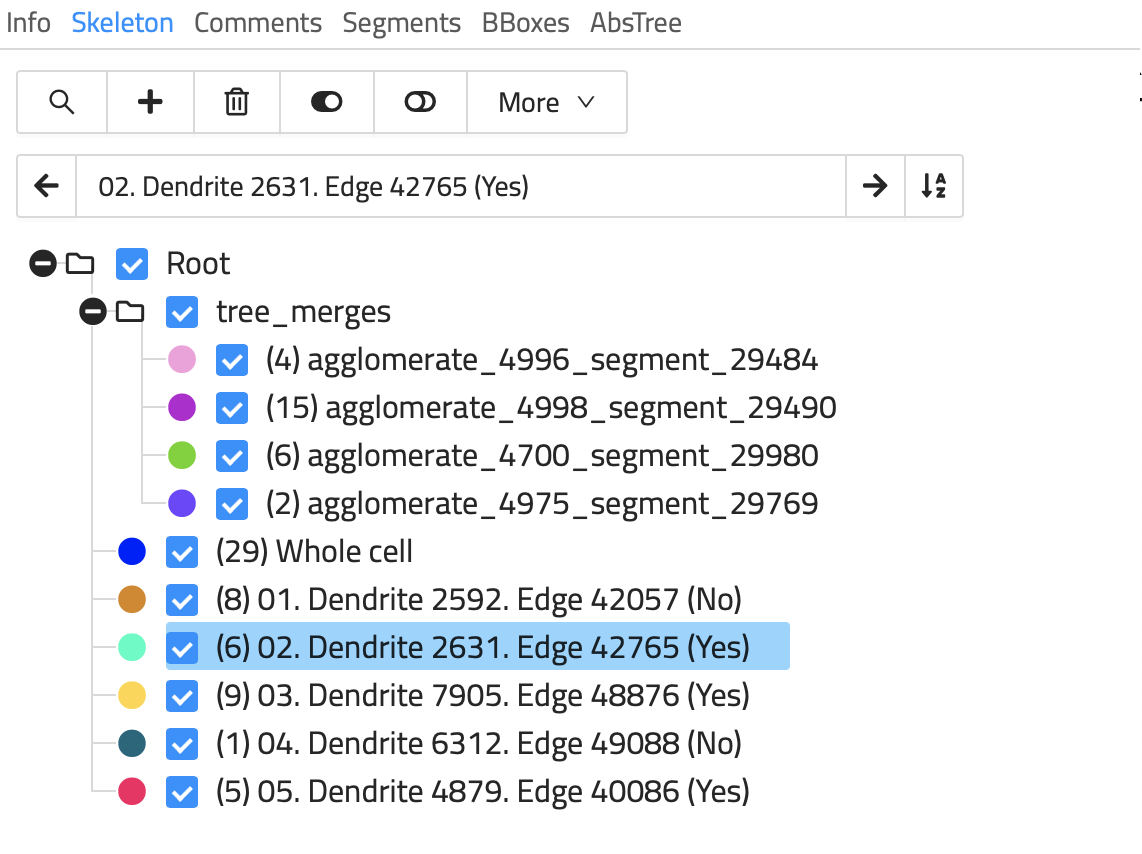 Info Skeleton Comments Segments BBoxes AbsTree
More
02. Dendrite 2631. Edge 42765 (Yes)
Root
tree_merges
(4) agglomerate_4996_segment_29484
(15) agglomerate_4998_segment_29490
(6) agglomerate_4700_segment_29980
(2) agglomerate_4975_segment_29769
(29) Whole cell
(8) 01. Dendrite 2592. Edge 42057 (No)
(6) 02. Dendrite 2631. Edge 42765 (Yes)
(9) 03. Dendrite 7905. Edge 48876 (Yes)
(1) 04. Dendrite 6312. Edge 49088 (No)
(5) 05. Dendrite 4879. Edge 40086 (Yes)